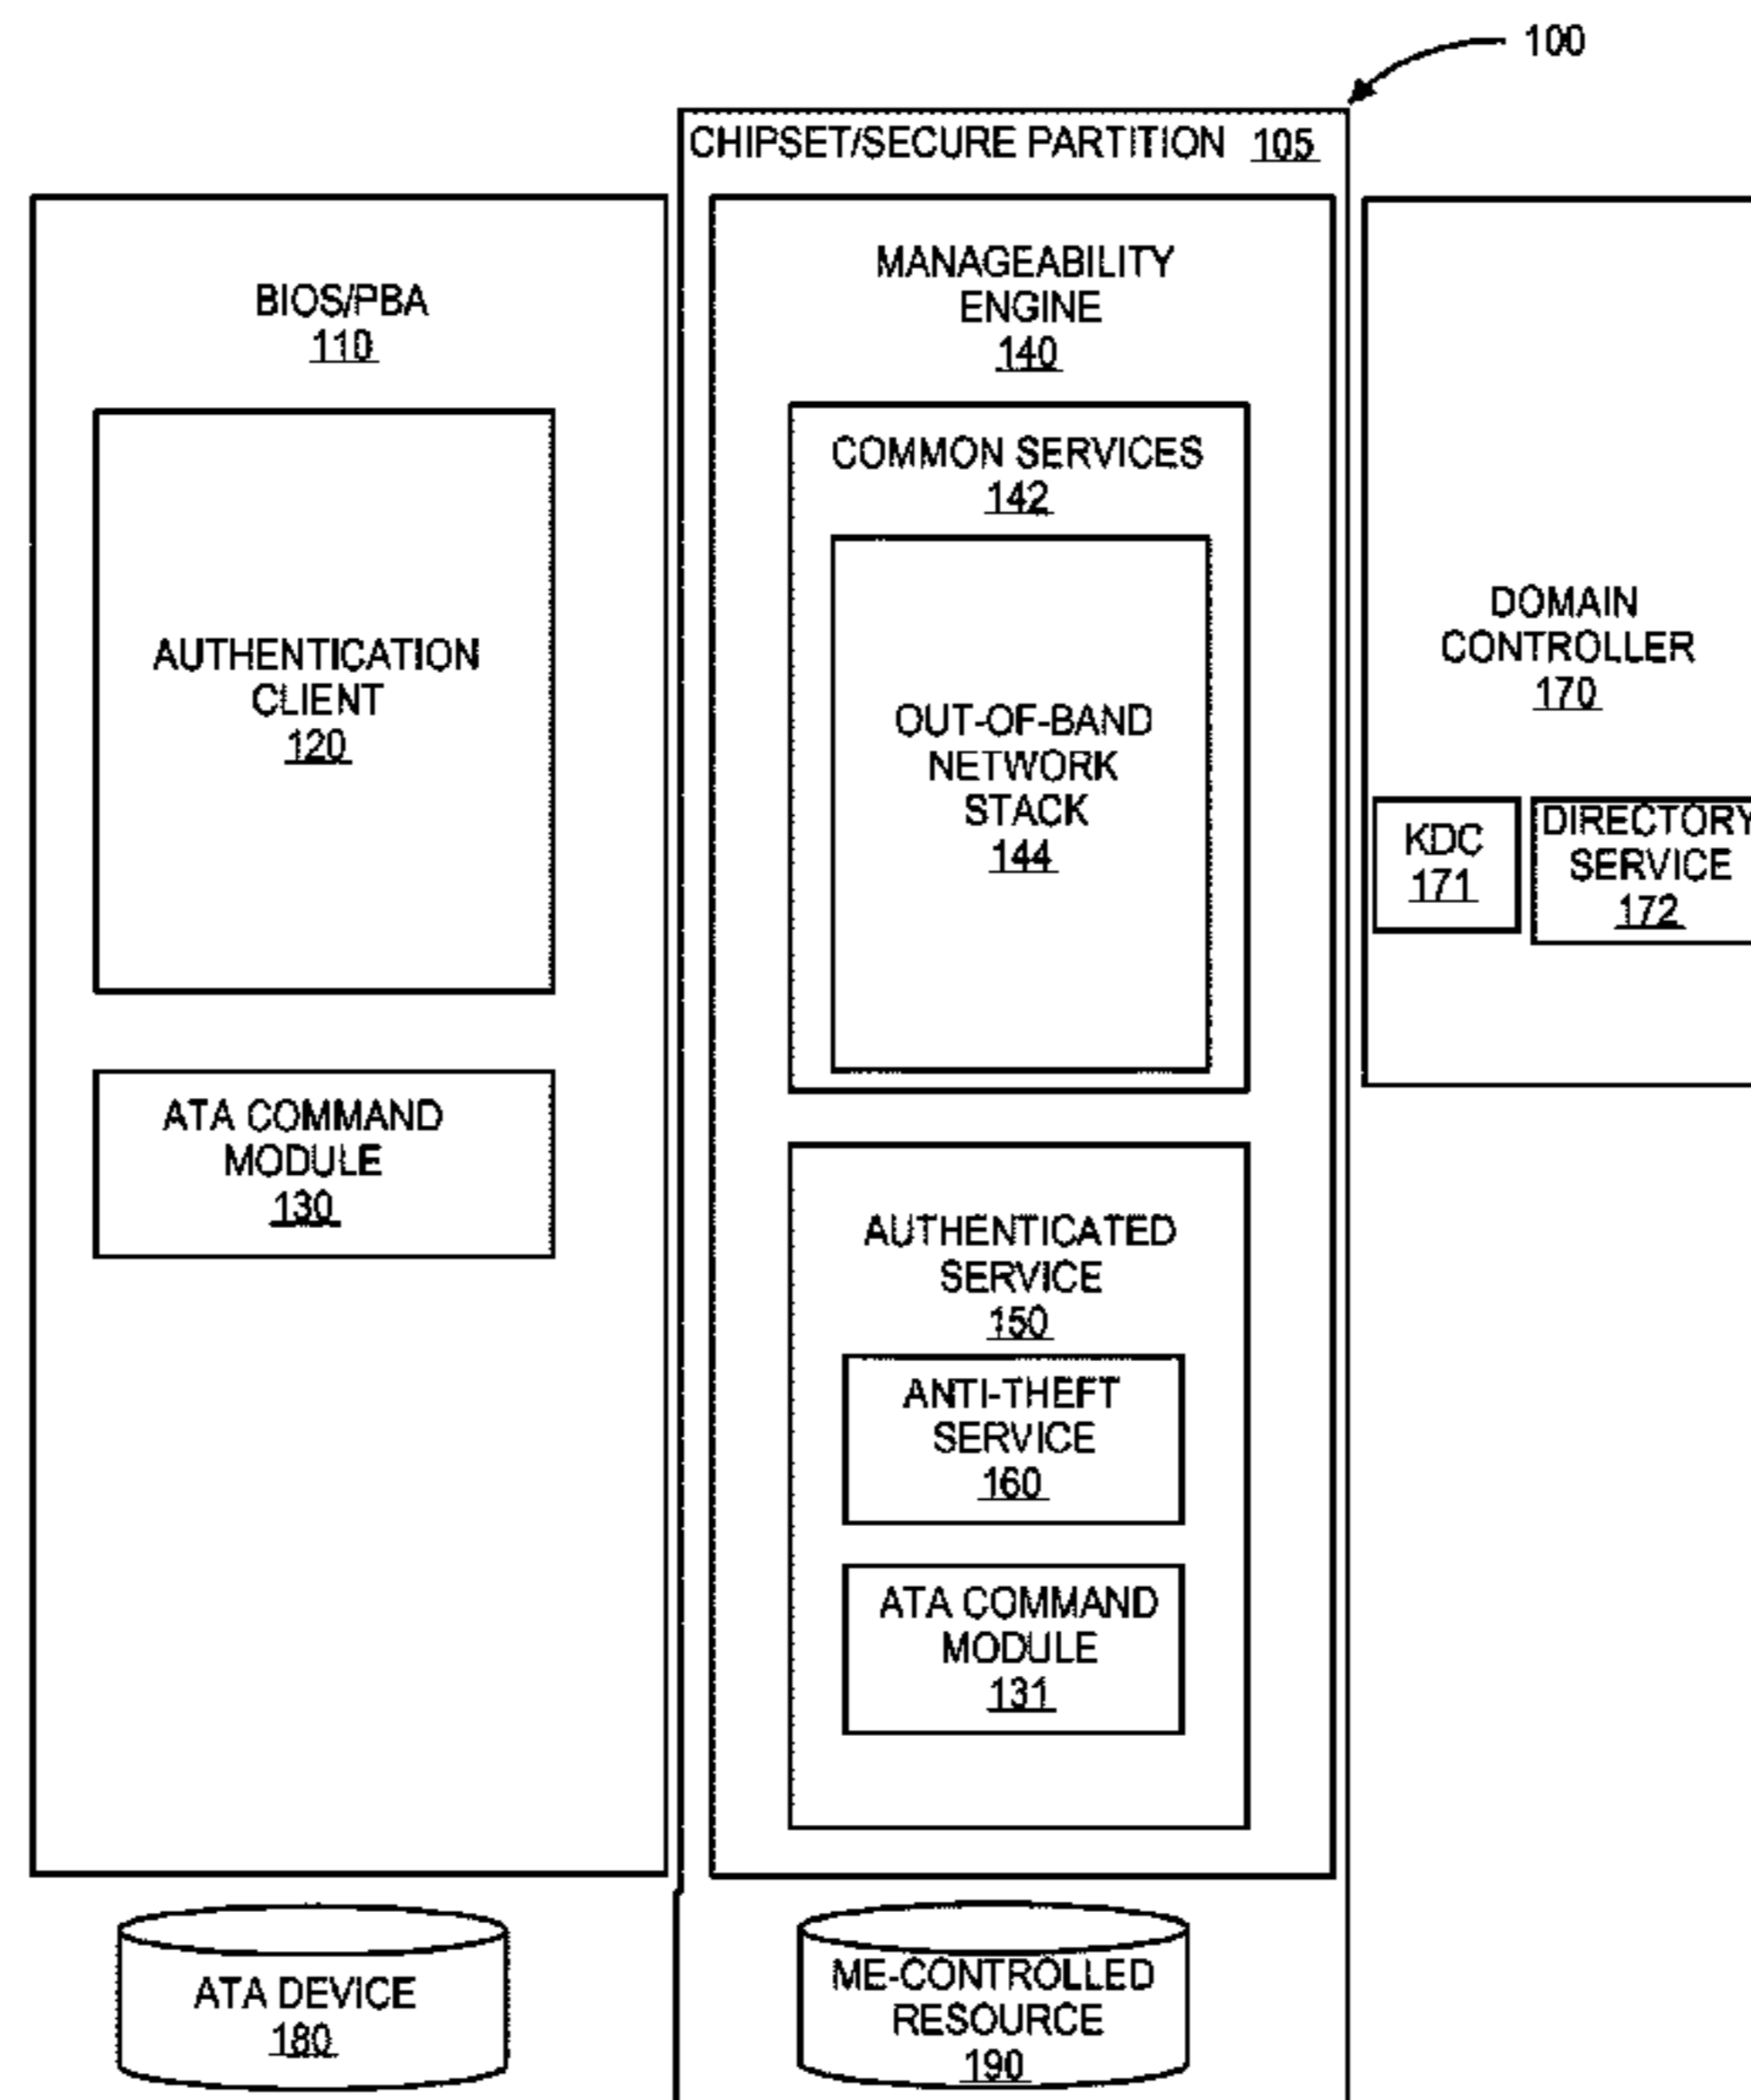 100
CHIPSET/SECURE PARTITION 105
BIOS/PBA
110
AUTHENTICATION
CLIENT
120
ATA COMMAND
MODULE
130
ATA DEVICE
180
MANAGEABILITY
ENGINE
140
COMMON SERVICES
142
OUT-OF-BAND
NETWORK
STACK
144
AUTHENTICATED
SERVICE
150
ANTI-THEFT
SERVICE
160
ATA COMMAND
MODULE
131
ME-CONTROLLED
RESOURCE
190
DOMAIN
CONTROLLER
170
KDC
171
DIRECTORY
SERVICE
172